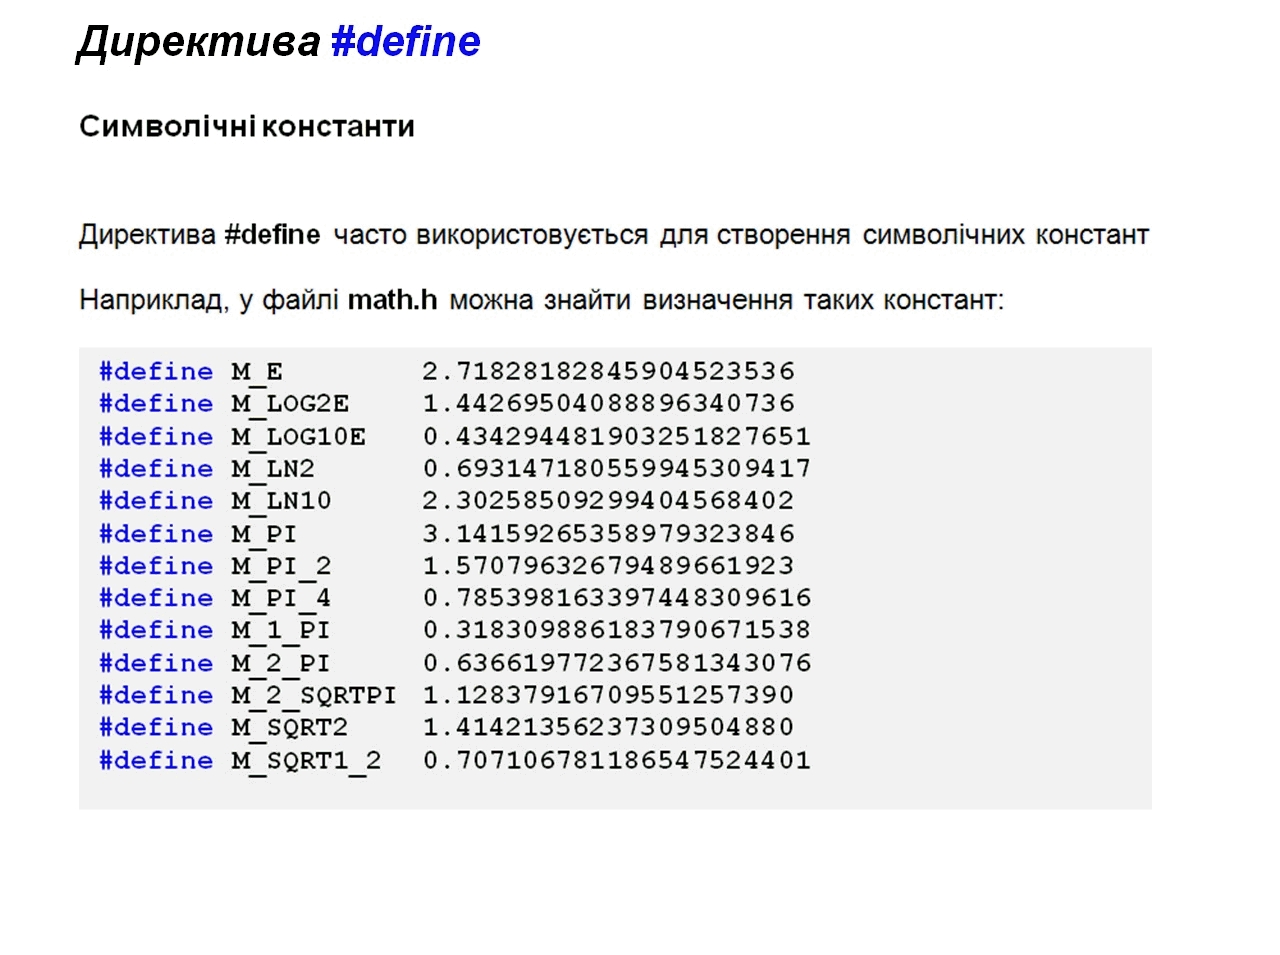 Директива #define
Символічні константи
Директива #define часто використовується для створення символічних констант
Наприклад, у файлі math.h можна знайти визначення таких констант:
#define M_E 2.71828182845904523536
#define M_LOG2E 1.44269504088896340736
#define M_LOG10E 0.434294481903251827651
#define M_LN2 0.693147180559945309417
#define M_LN10 2.30258509299404568402
#define M_PI 3.14159265358979323846
#define M_PI_2 1.57079632679489661923
#define M_PI_4 0.785398163397448309616
#define M_1_PI 0.318309886183790671538
#define M_2_PI 0.636619772367581343076
#define M_2_SQRTPI 1.12837916709551257390
#define M_SQRT2 1.41421356237309504880
#define M_SQRT1_2 0.707106781186547524401